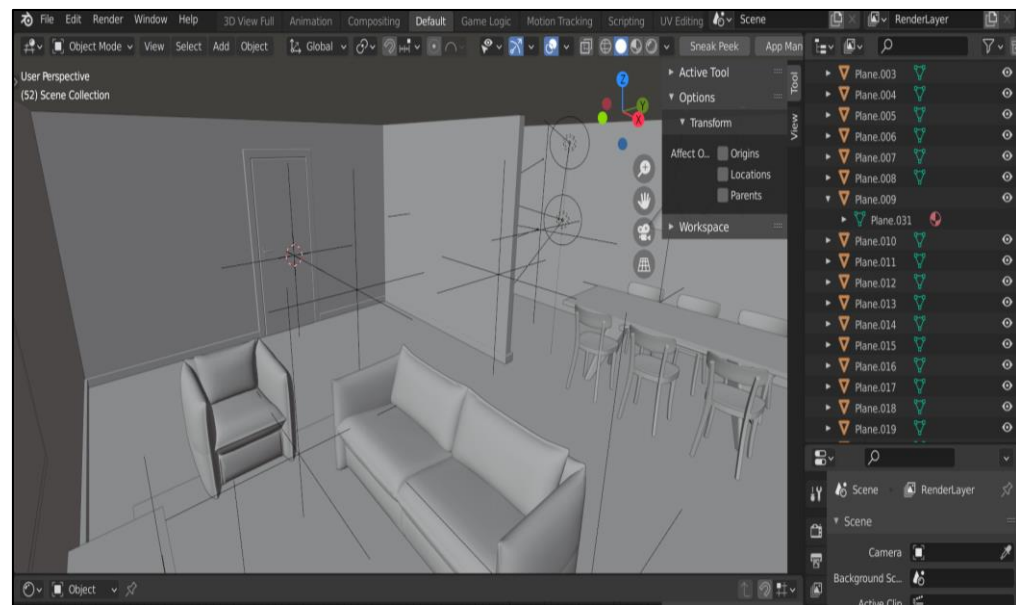 File Edit Render Window Help 3D View Full Animation Compositing Default Game Logic Motion Tracking Scripting UV Editing Scene RenderLayer
Object Mode View Select Add Object Global Sneak Peek App Man
User Perspective
(52) Scene Collection
Z
Y
X
Active Tool
Options
Transform
Affect O... Origins
Locations
Parents
Workspace
Tool
View
Plane.003
Plane.004
Plane.005
Plane.006
Plane.007
Plane.008
Plane.009
Plane.031
Plane.010
Plane.011
Plane.012
Plane.013
Plane.014
Plane.015
Plane.016
Plane.017
Plane.018
Plane.019
Scene RenderLayer
Scene
Camera
Background Sc...
Active Clip
Object